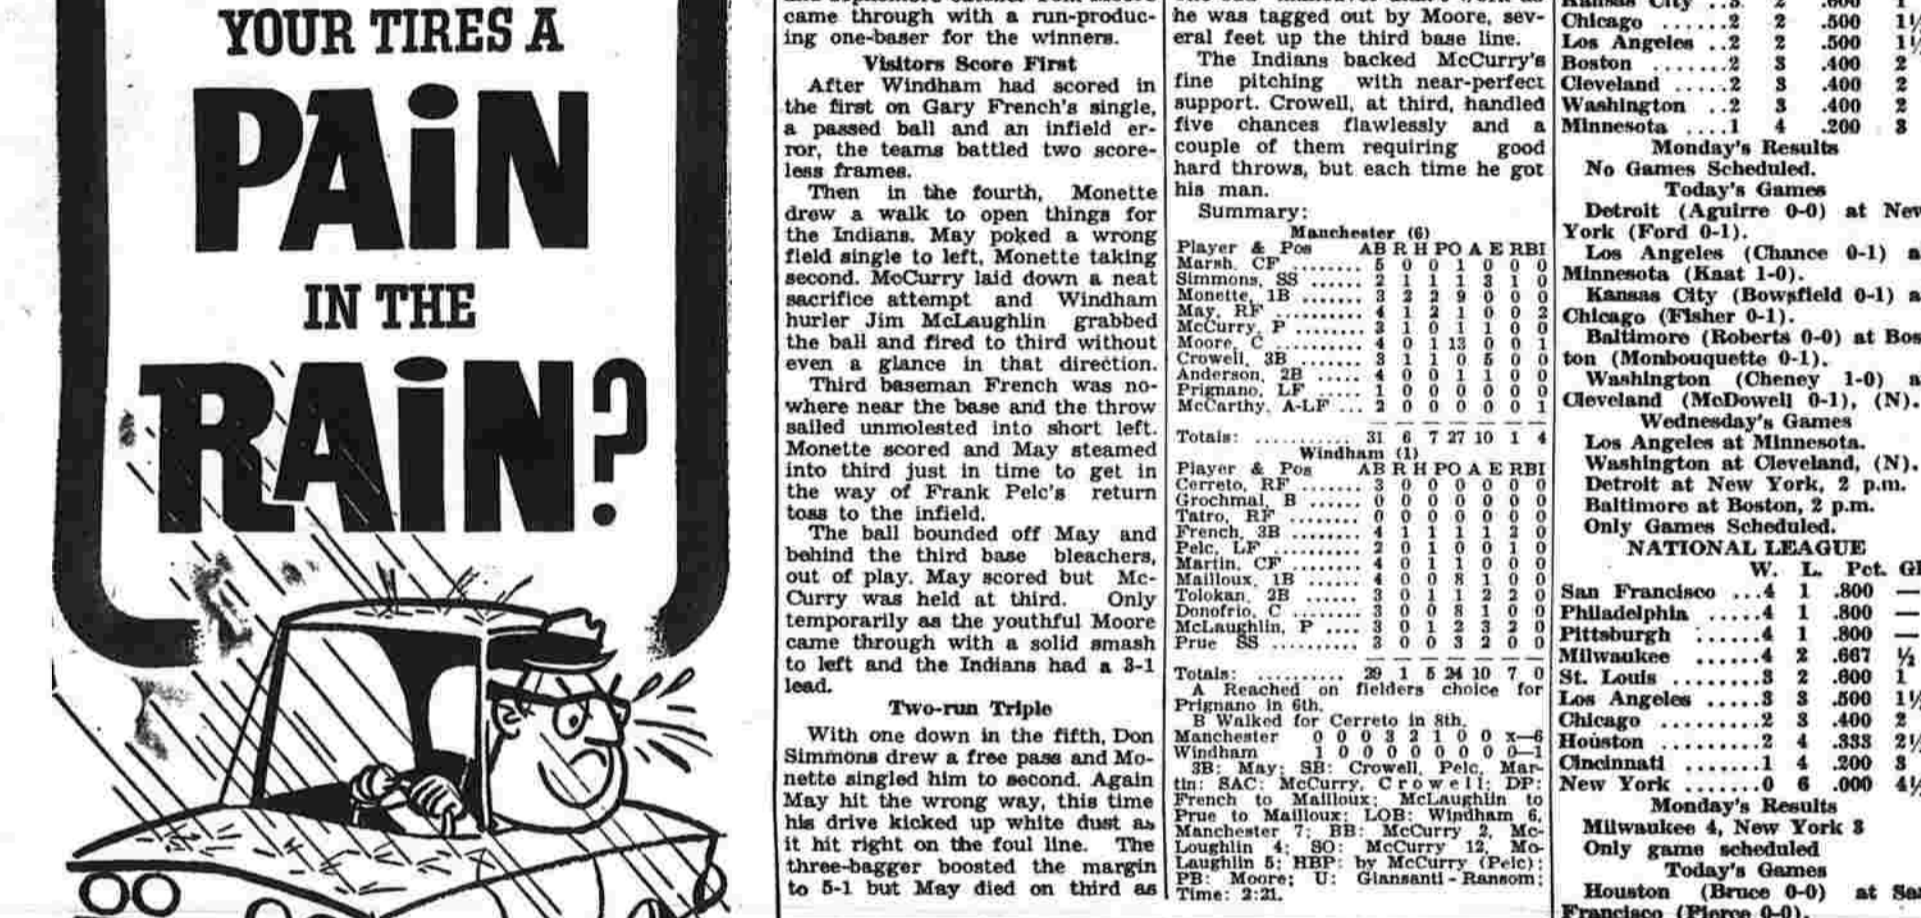 YOUR TIRES A
PAiN
IN THE
RAiN?
came through with a run-produc-
ing one-baser for the winners.
Visitors Score First
After Windham had scored in
the first on Gary French's single,
a passed ball and an infield er-
ror, the teams battled two score-
less frames.
Then in the fourth, Monette
drew a walk to open things for
the Indians. May poked a wrong
field single to left, Monette taking
second. McCurry laid down a neat
sacrifice attempt and Windham
hurler Jim McLaughlin grabbed
the ball and fired to third without
even a glance in that direction.
Third baseman French was no-
where near the base and the throw
sailed unmolested into short left.
Monette scored and May steamed
into third just in time to get in
the way of Frank Pelc's return
toss to the infield.
The ball bounded off May and
behind the third base bleachers,
out of play. May scored but Mc-
Curry was held at third. Only
temporarily as the youthful Moore
came through with a solid smash
to left and the Indians had a 3-1
lead.
Two-run Triple
With one down in the fifth, Don
Simmons drew a free pass and Mo-
nette singled him to second. Again
May hit the wrong way, this time
his drive kicked up white dust as
it hit right on the foul line. The
three-bagger boosted the margin
to 5-1 but May died on third as
he was tagged out by Moore, sev-
eral feet up the third base line.
The Indians backed McCurry's
fine pitching with near-perfect
support. Crowell, at third, handled
five chances flawlessly and a
couple of them requiring good
hard throws, but each time he got
his man.
Summary:
Manchester (6)
Player & Pos AB R H PO A E RBI
Marsh, CF ........ 5 0 0 1 0 0 0
Simmons, SS ...... 2 1 1 1 3 1 0
Monette, 1B ....... 3 2 2 9 0 0 0
May, RF .......... 4 1 2 1 0 0 2
McCurry, P ........ 3 1 0 1 1 0 0
Moore, C ......... 4 0 1 13 0 0 1
Crowell, 3B ....... 3 1 1 0 5 0 0
Anderson, 2B ..... 4 0 0 1 1 0 0
Prignano, LF ..... 1 0 0 0 0 0 0
McCarthy, A-LF ... 2 0 0 0 0 0 1
Totals: ........... 31 6 7 27 10 1 4
Windham (1)
Player & Pos AB R H PO A E RBI
Cerreto, RF ....... 3 0 0 0 0 0 0
Grochmal, B ...... 0 0 0 0 0 0 0
Tatro, RF ........ 0 0 0 0 0 0 0
French, 3B ....... 4 1 1 1 1 2 0
Pelc, LF .......... 2 0 1 0 0 1 0
Martin, CF ....... 4 0 1 1 0 0 0
Mailloux, 1B ...... 4 0 0 8 1 0 0
Tolokan, 2B ...... 3 0 1 1 2 2 0
Donofrio, C ....... 3 0 0 8 1 0 0
McLaughlin, P .... 3 0 1 2 3 2 0
Prue SS .......... 3 0 0 3 2 0 0
Totals: .......... 29 1 5 24 10 7 0
A Reached on fielders choice for
Prignano in 6th.
B Walked for Cerreto in 8th.
Manchester 0 0 0 3 2 1 0 0 x—6
Windham 1 0 0 0 0 0 0 0 0—1
3B: May; SB: Crowell, Pelc, Mar-
tin; SAC: McCurry, Crowell; DP:
French to Mailloux; McLaughlin to
Prue to Mailloux; LOB: Windham 6,
Manchester 7; BB: McCurry 2, Mc-
Loughlin 4; SO: McCurry 12, Mc-
Laughlin 5; HBP: by McCurry (Pelc);
PB: Moore; U: Giansanti - Ransom;
Time: 2:21.
Kansas City ..3 2 .600 1
Chicago ......2 2 .500 1½
Los Angeles ..2 2 .500 1½
Boston .......2 3 .400 2
Cleveland .....2 3 .400 2
Washington ..2 3 .400 2
Minnesota ....1 4 .200 3
Monday's Results
No Games Scheduled.
Today's Games
Detroit (Aguirre 0-0) at New
York (Ford 0-1).
Los Angeles (Chance 0-1) a
Minnesota (Kaat 1-0).
Kansas City (Bowsfield 0-1) a
Chicago (Fisher 0-1).
Baltimore (Roberts 0-0) at Bos
ton (Monbouquette 0-1).
Washington (Cheney 1-0) a
Cleveland (McDowell 0-1), (N).
Wednesday's Games
Los Angeles at Minnesota.
Washington at Cleveland, (N).
Detroit at New York, 2 p.m.
Baltimore at Boston, 2 p.m.
Only Games Scheduled.
NATIONAL LEAGUE
W. L. Pct. G
San Francisco ...4 1 .800 —
Philadelphia .....4 1 .800 —
Pittsburgh ......4 1 .800 —
Milwaukee ......4 2 .667 ½
St. Louis ........3 2 .600 1
Los Angeles .....3 3 .500 1½
Chicago .........2 3 .400 2
Houston .........2 4 .333 2½
Cincinnati .......1 4 .200 3
New York .......0 6 .000 4½
Monday's Results
Milwaukee 4, New York 3
Only game scheduled
Today's Games
Houston (Bruce 0-0) at Sa
Francisco (Pierce 0-0).